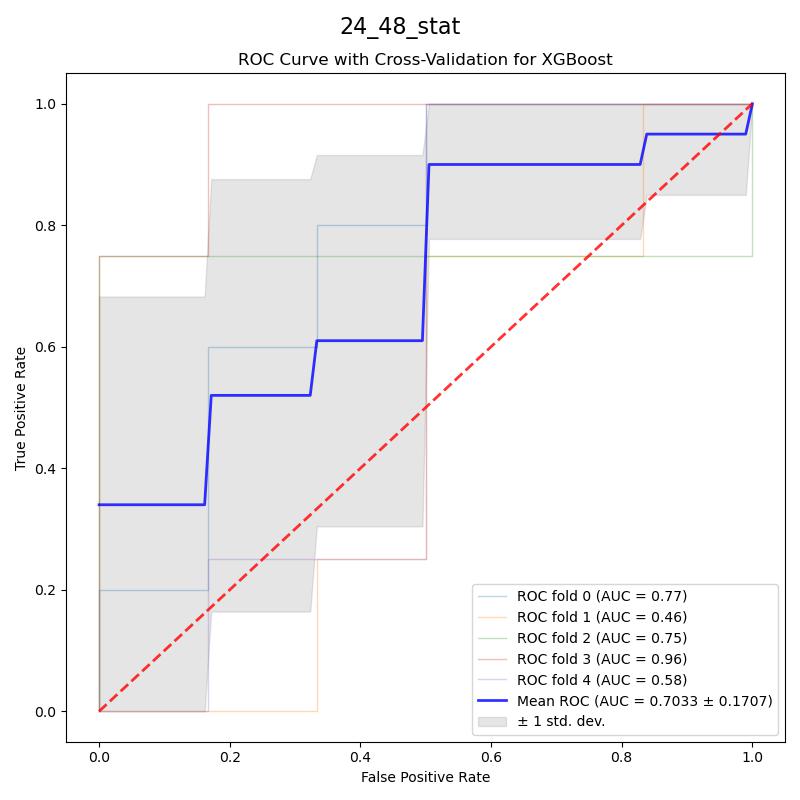 24_48_stat
ROC Curve with Cross-Validation for XGBoost
1.0
0.8
0.6
0.4
0.2
0.0
True Positive Rate
ROC fold 0 (AUC = 0.77)
ROC fold 1 (AUC = 0.46)
ROC fold 2 (AUC = 0.75)
ROC fold 3 (AUC = 0.96)
ROC fold 4 (AUC = 0.58)
Mean ROC (AUC = 0.7033 ± 0.1707)
± 1 std. dev.
0.0 0.2 0.4 0.6 0.8 1.0
False Positive Rate